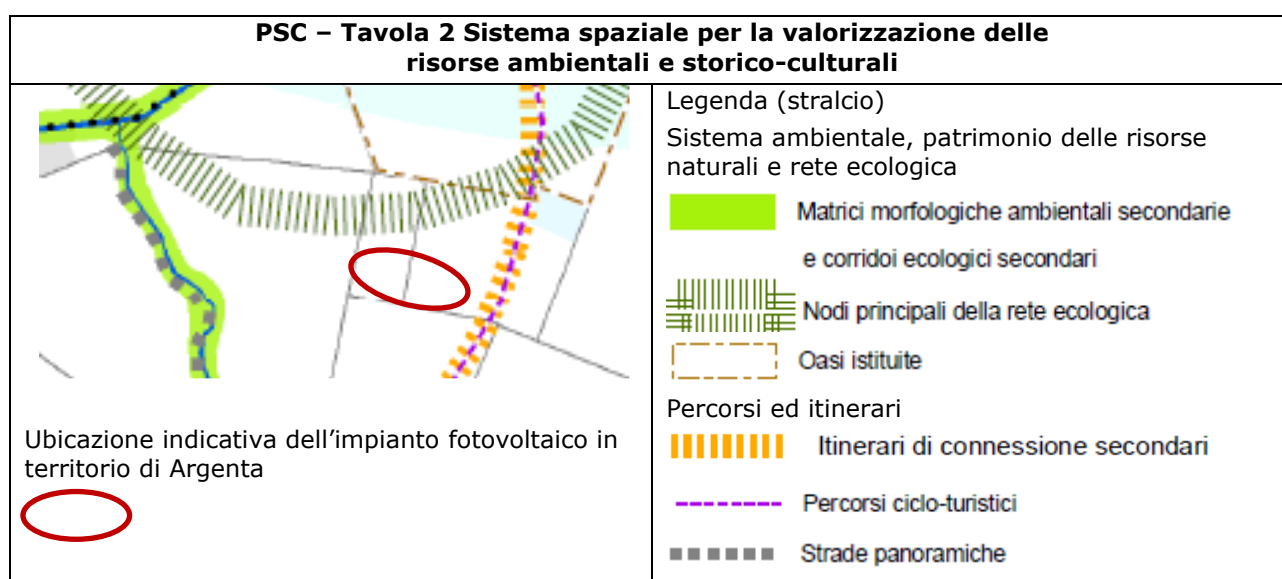 PSC – Tavola 2 Sistema spaziale per la valorizzazione delle
risorse ambientali e storico-culturali
Ubicazione indicativa dell’impianto fotovoltaico in
territorio di Argenta
Legenda (stralcio)
Sistema ambientale, patrimonio delle risorse
naturali e rete ecologica
Matrici morfologiche ambientali secondarie
e corridoi ecologici secondari
Nodi principali della rete ecologica
Oasi istituite
Percorsi ed itinerari
Itinerari di connessione secondari
Percorsi ciclo-turistici
Strade panoramiche